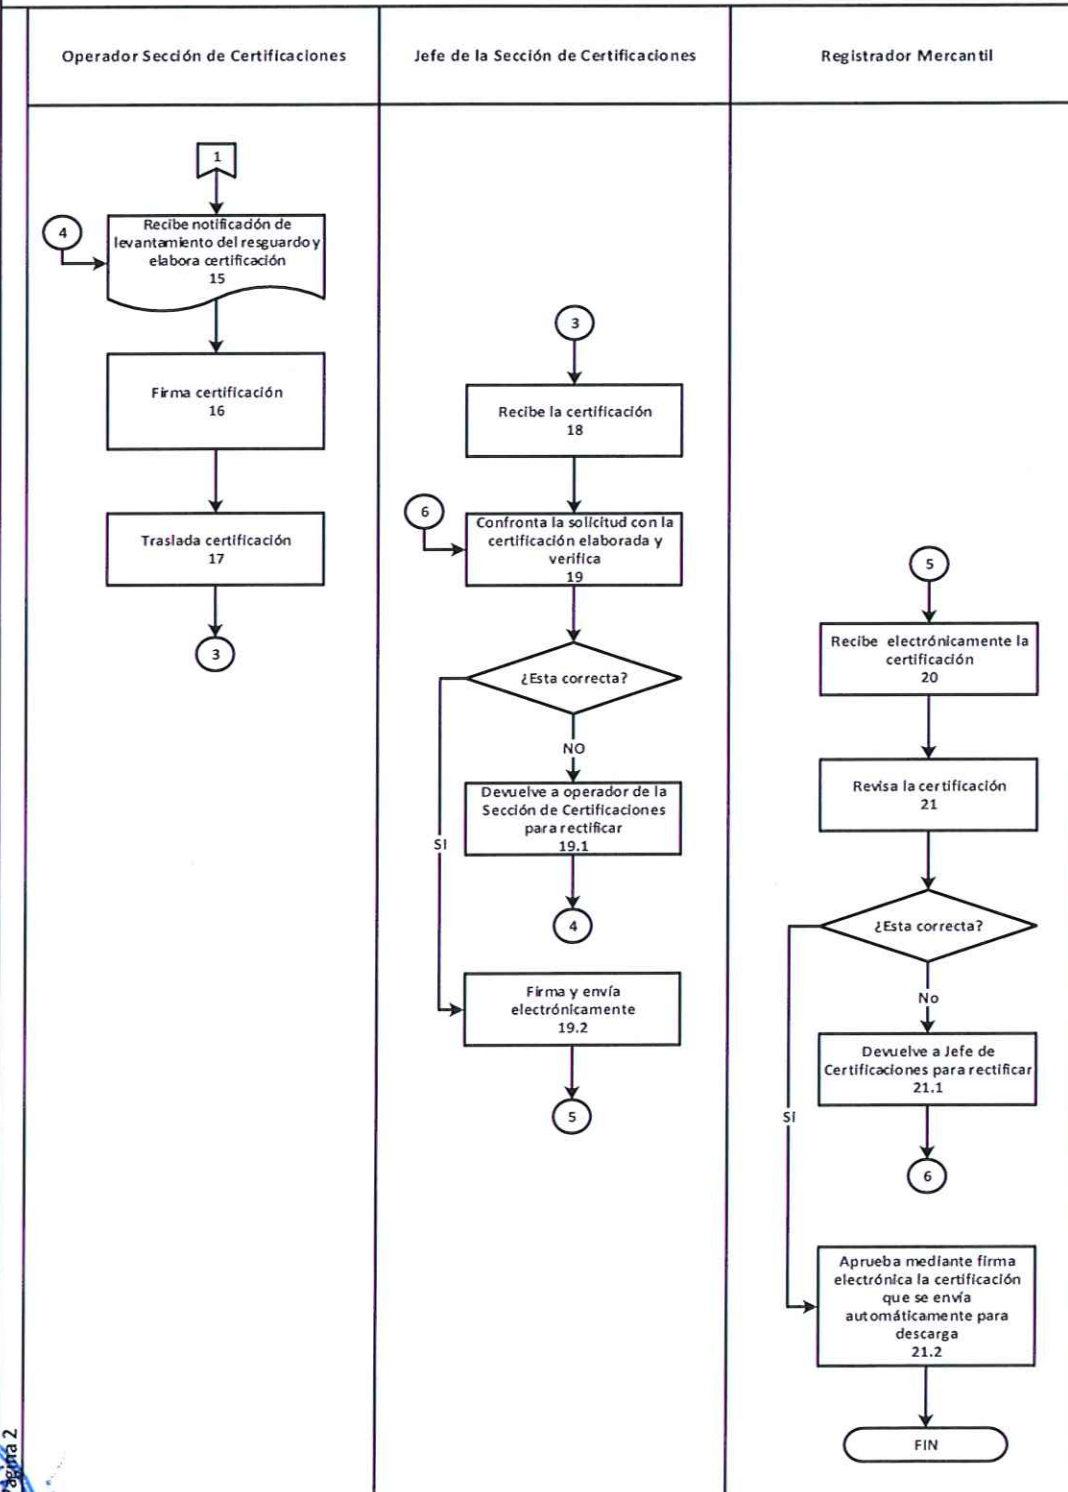 Operador Sección de Certificaciones
Jefe de la Sección de Certificaciones
Registrador Mercantil
1
4
Recibe notificación de
levantamiento del resguardo y
elabora certificación
15
Firma certificación
16
Traslada certificación
17
3
3
Recibe la certificación
18
6
Confronta la solicitud con la
certificación elaborada y
verifica
19
¿Esta correcta?
NO
SI
Devuelve a operador de la
Sección de Certificaciones
para rectificar
19.1
4
Firma y envía
electrónicamente
19.2
5
5
Recibe electrónicamente la
certificación
20
Revisa la certificación
21
¿Esta correcta?
No
SI
Devuelve a Jefe de
Certificaciones para rectificar
21.1
6
Aprueba mediante firma
electrónica la certificación
que se envía
automáticamente para
descarga
21.2
FIN
Página 2